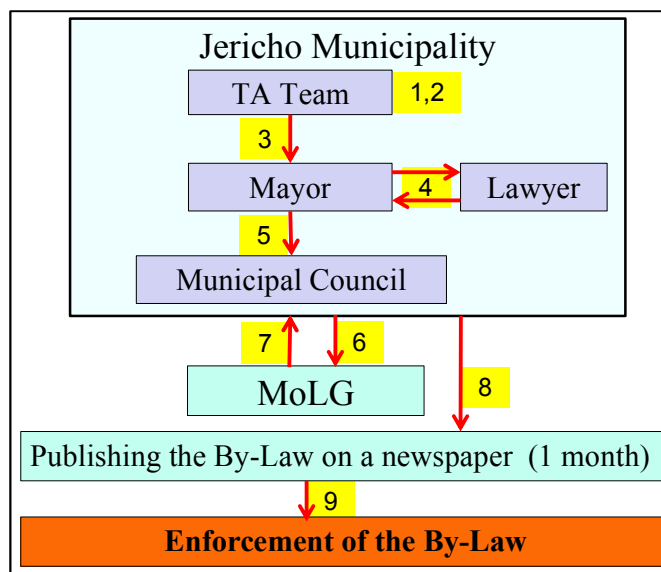 Jericho Municipality
TA Team
1,2
3
Mayor
4
Lawyer
5
Municipal Council
7
6
MoLG
8
Publishing the By-Law on a newspaper (1 month)
9
Enforcement of the By-Law